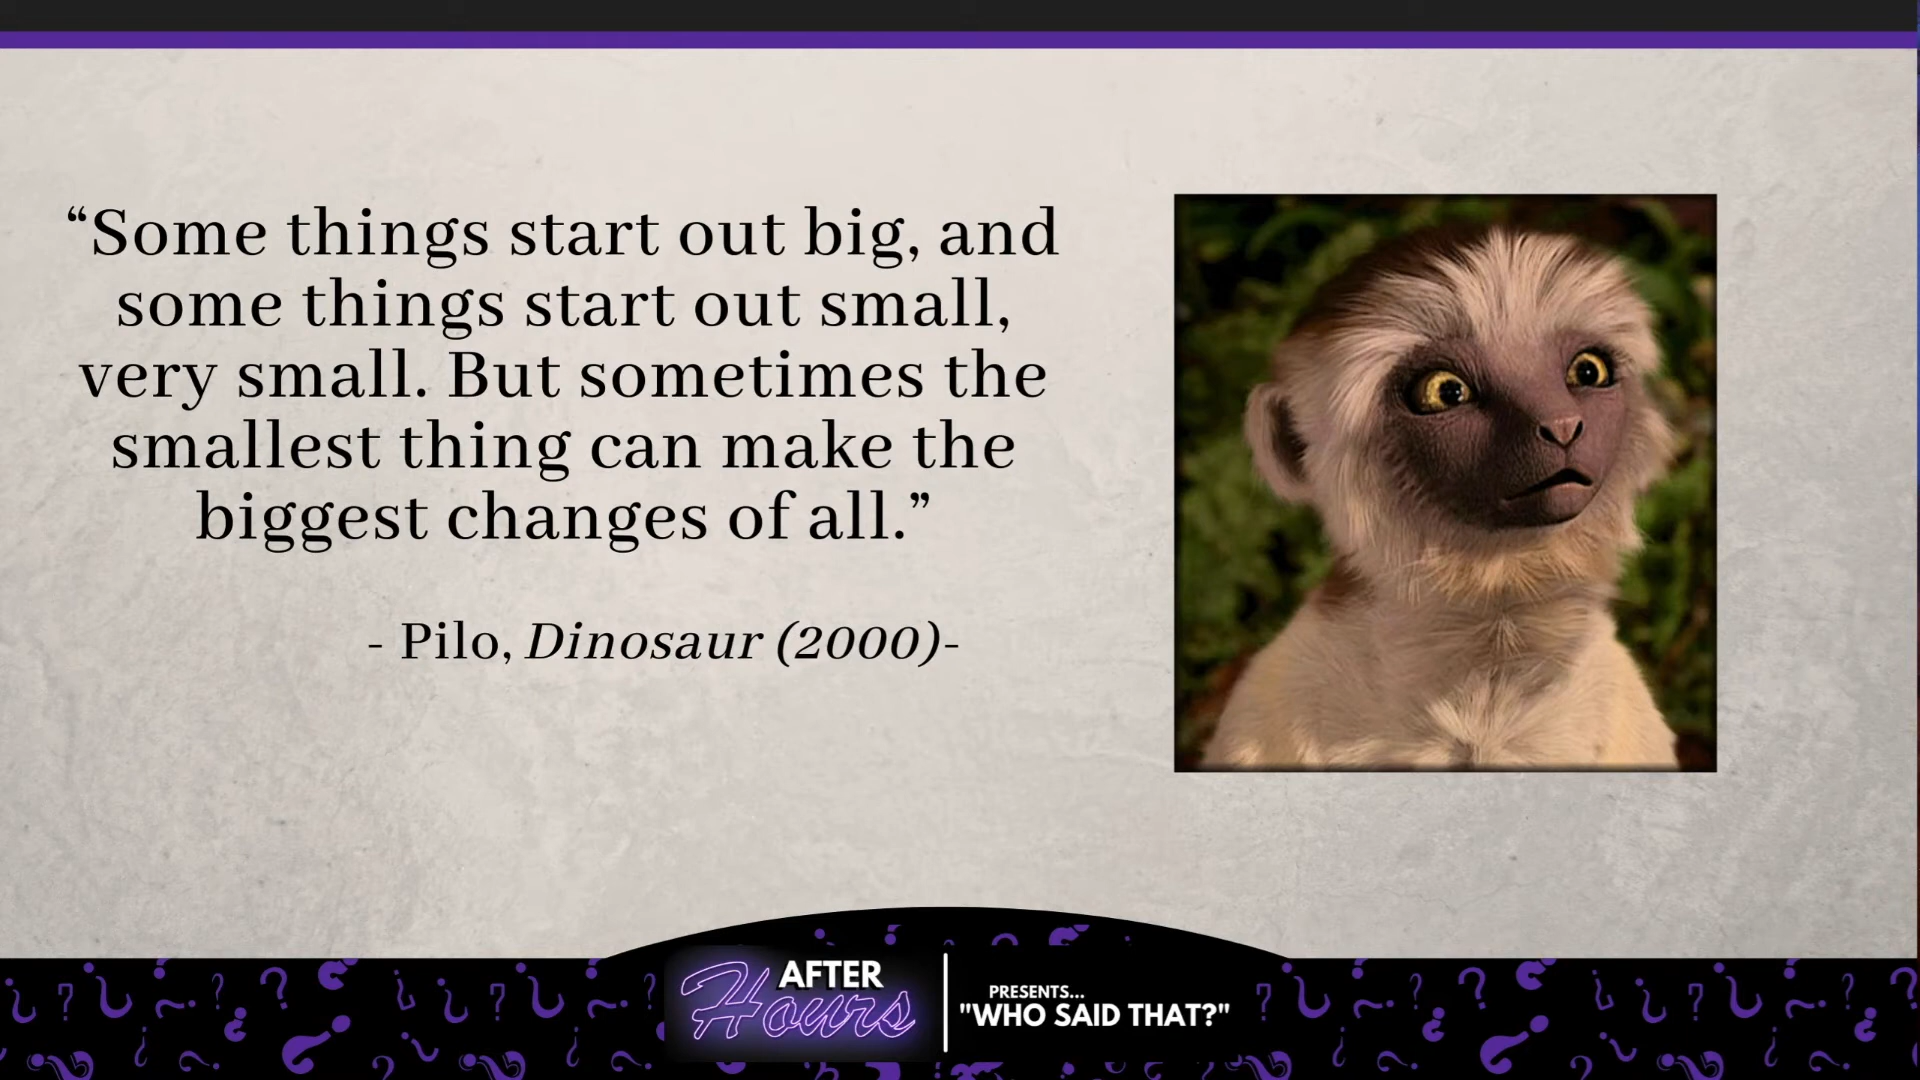 “Some things start out big, and
some things start out small,
very small. But sometimes the
smallest thing can make the
biggest changes of all.”
- Pilo, Dinosaur (2000)-
AFTER
Hours
PRESENTS...
"WHO SAID THAT?"